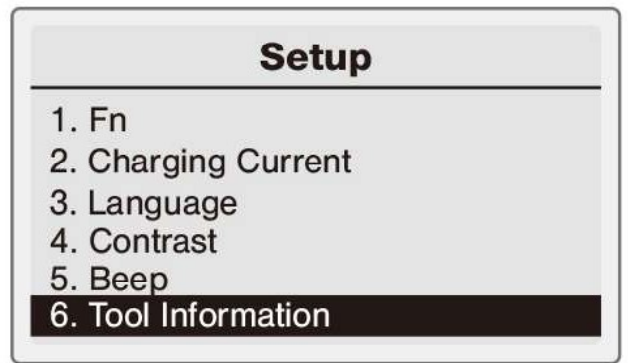 Setup
1. Fn
2. Charging Current
3. Language
4. Contrast
5. Beep
6. Tool Information